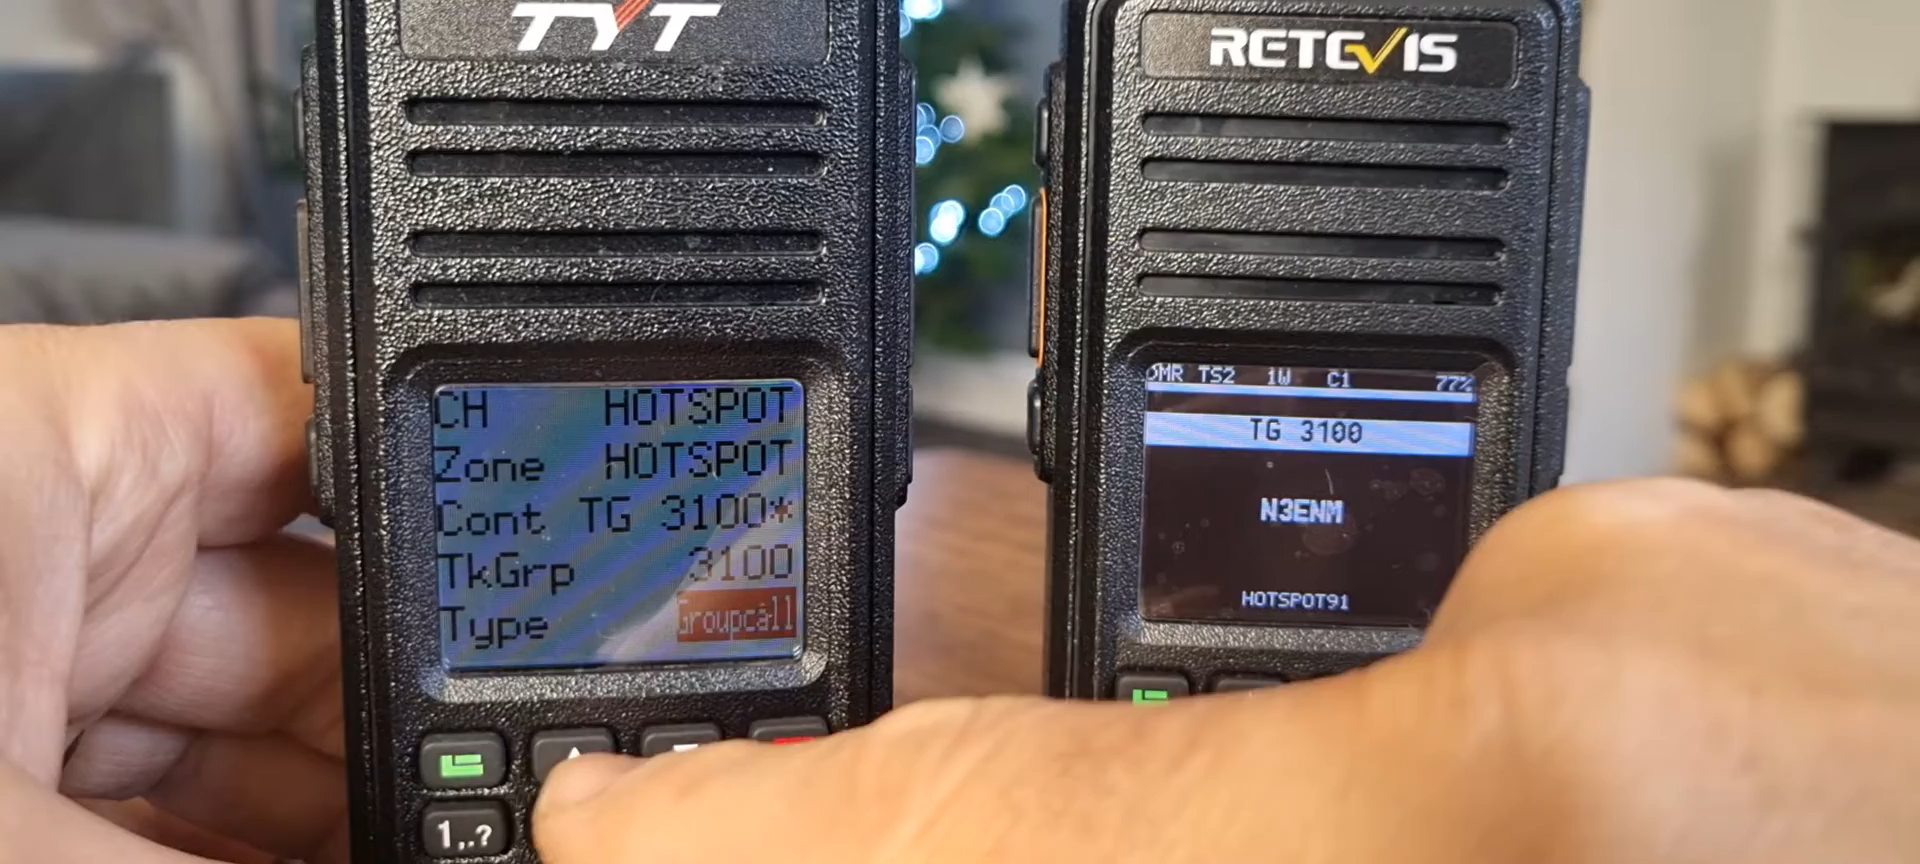 TYT
CH HOTSPOT
Zone HOTSPOT
Cont TG 3100*
TkGrp 3100
Type Groupcall
1,.?
RETEVIS
DMR TS2 1W C1 77%
TG 3100
N3ENM
HOTSPOT91